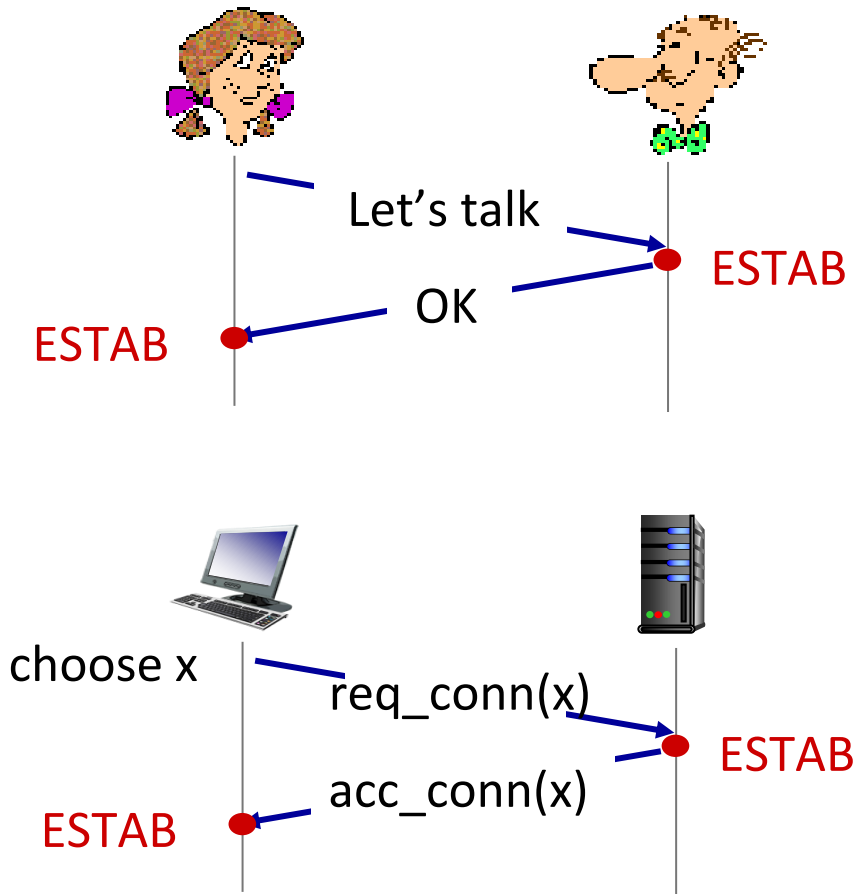 Let’s talk
ESTAB
OK
ESTAB
choose x
req_conn(x)
ESTAB
acc_conn(x)
ESTAB